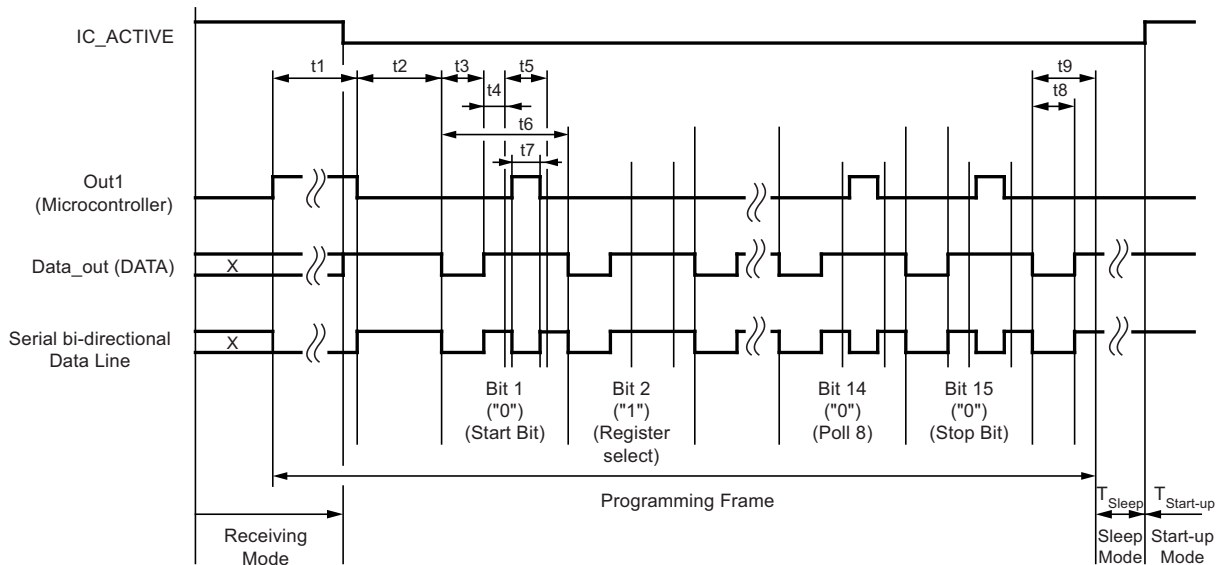 IC_ACTIVE
t1
t2
t3
t5
t9
t4
t8
t6
t7
Out1
(Microcontroller)
Data_out (DATA)
X
Serial bi-directional
Data Line
X
Bit 1
("0")
(Start Bit)
Bit 2
("1")
(Register
select)
Bit 14
("0")
(Poll 8)
Bit 15
("0")
(Stop Bit)
Programming Frame
TSleep
TStart-up
Receiving
Mode
Sleep
Mode
Start-up
Mode